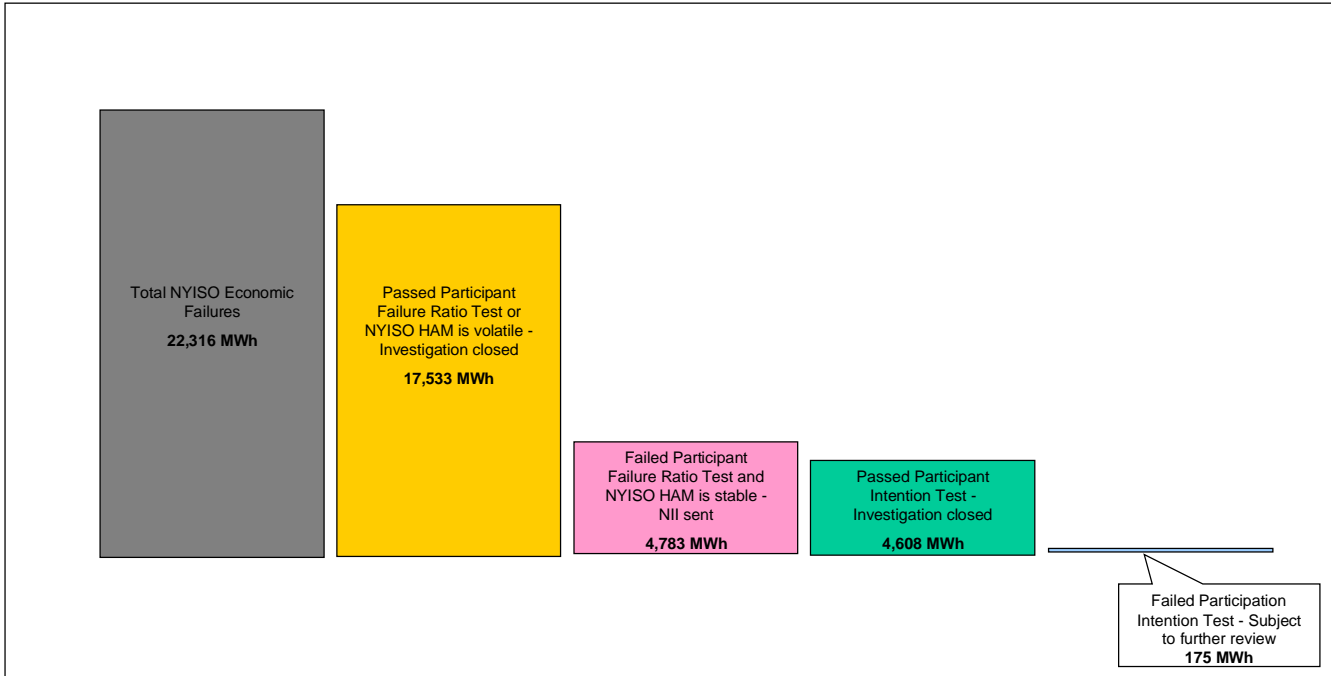 Total NYISO Economic
Failures
22,316 MWh
Passed Participant
Failure Ratio Test or
NYISO HAM is volatile -
Investigation closed
17,533 MWh
Failed Participant
Failure Ratio Test and
NYISO HAM is stable -
NII sent
4,783 MWh
Passed Participant
Intention Test -
Investigation closed
4,608 MWh
Failed Participation
Intention Test - Subject
to further review
175 MWh